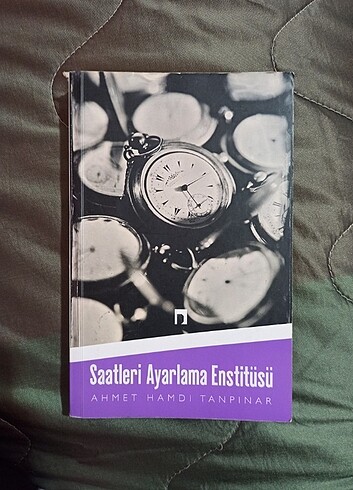 Saatleri Ayarlama Enstitüsü
AHMET HAMDİ TANPINAR